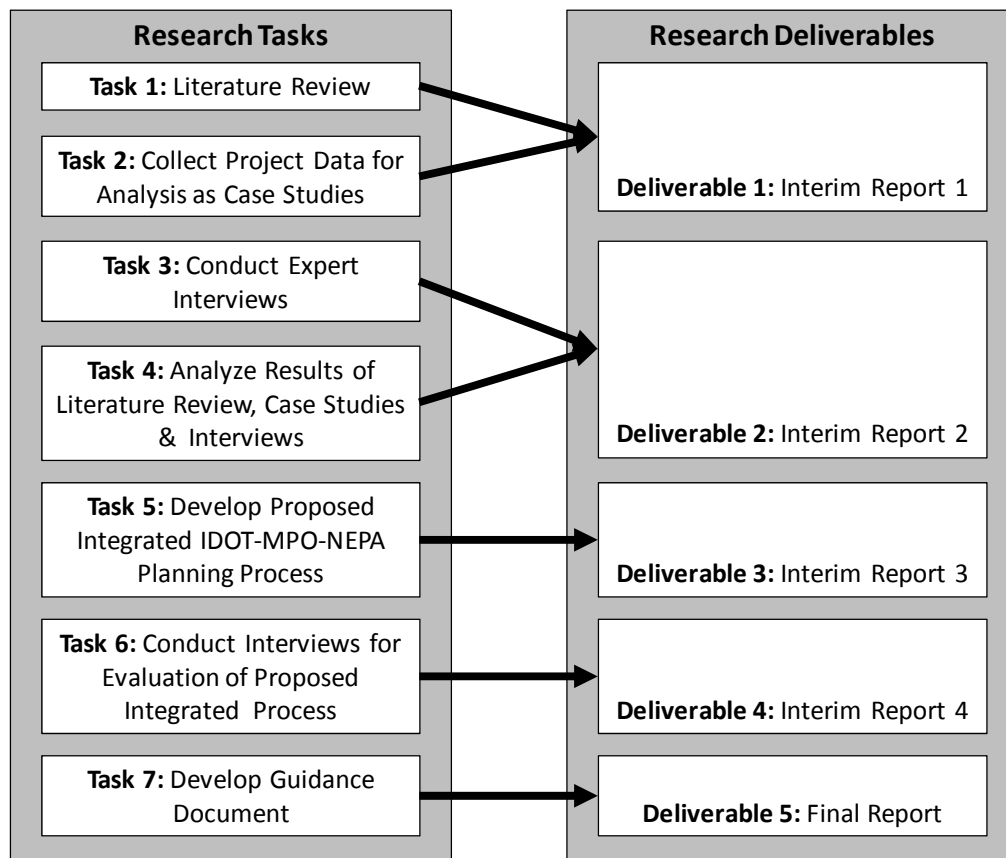 Research Tasks
Task 1: Literature Review
Task 2: Collect Project Data for
Analysis as Case Studies
Task 3: Conduct Expert
Interviews
Task 4: Analyze Results of
Literature Review, Case Studies
& Interviews
Task 5: Develop Proposed
Integrated IDOT-MPO-NEPA
Planning Process
Task 6: Conduct Interviews for
Evaluation of Proposed
Integrated Process
Task 7: Develop Guidance
Document
Research Deliverables
Deliverable 1: Interim Report 1
Deliverable 2: Interim Report 2
Deliverable 3: Interim Report 3
Deliverable 4: Interim Report 4
Deliverable 5: Final Report